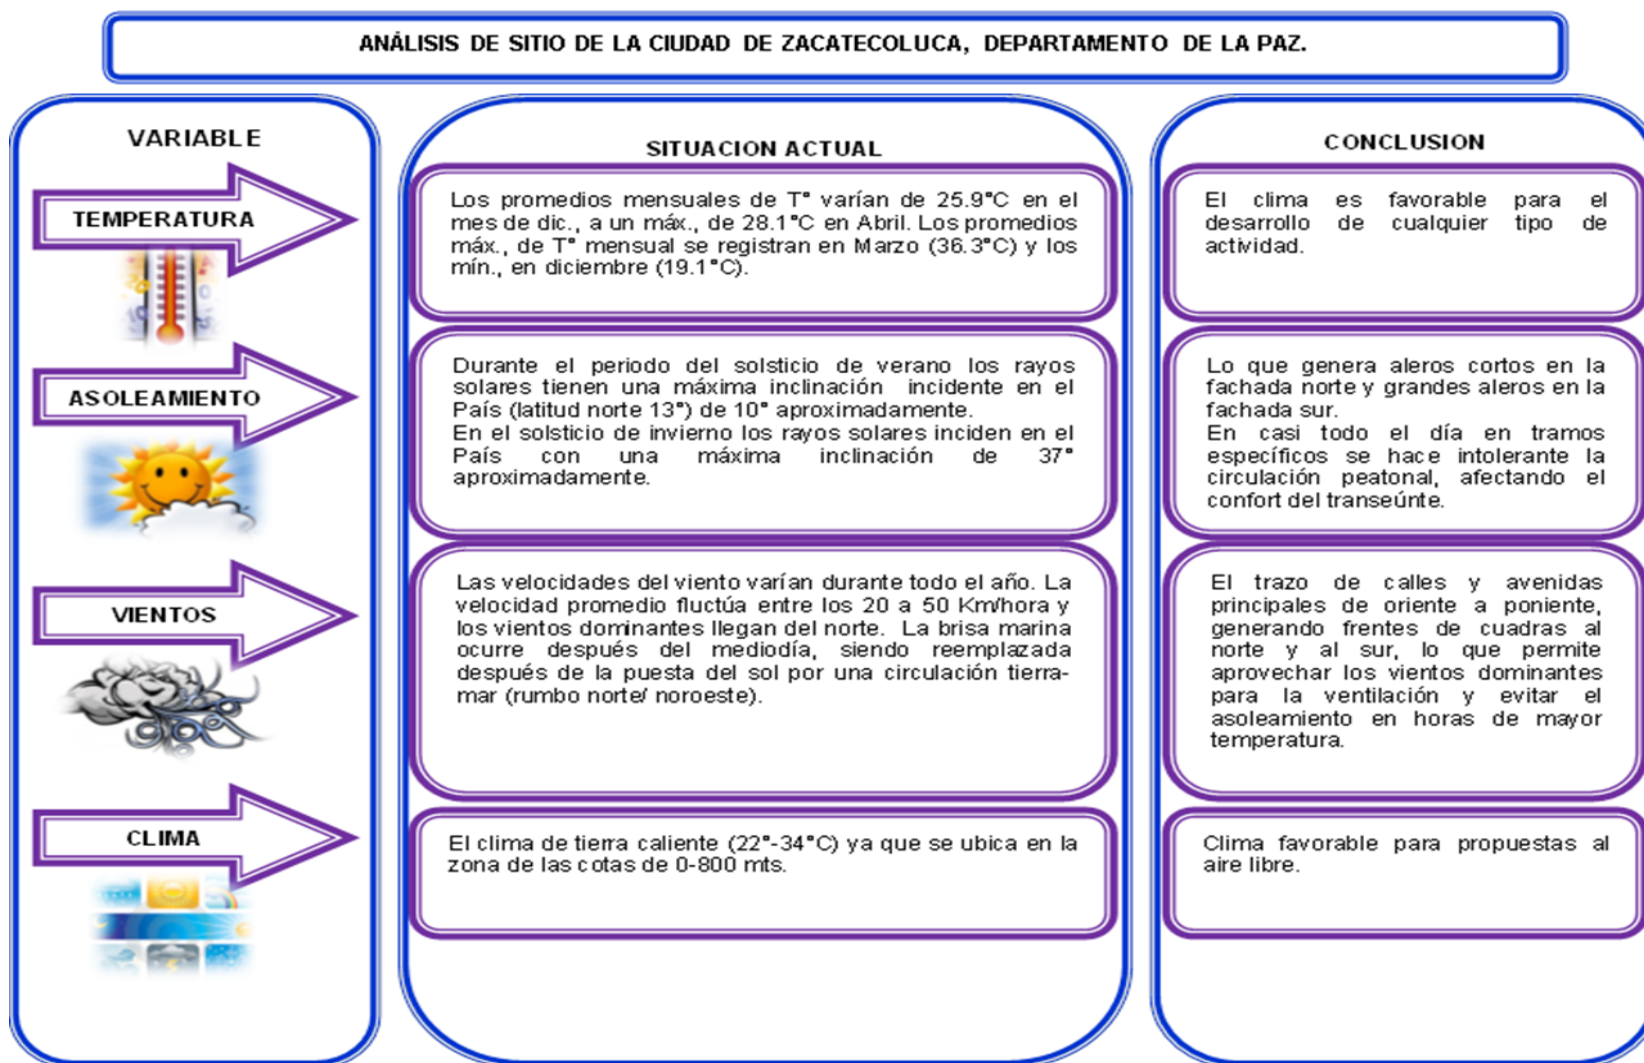 ANÁLISIS DE SITIO DE LA CIUDAD DE ZACATECOLUCA, DEPARTAMENTO DE LA PAZ.
VARIABLE
SITUACION ACTUAL
CONCLUSION
TEMPERATURA
Los promedios mensuales de T° varían de 25.9°C en el
mes de dic., a un máx., de 28.1°C en Abril. Los promedios
máx., de T° mensual se registran en Marzo (36.3°C) y los
mín., en diciembre (19.1°C).
El clima es favorable para el
desarrollo de cualquier tipo de
actividad.
ASOLEAMIENTO
Durante el periodo del solsticio de verano los rayos
solares tienen una máxima inclinación incidente en el
País (latitud norte 13°) de 10° aproximadamente.
En el solsticio de invierno los rayos solares inciden en el
País con una máxima inclinación de 37°
aproximadamente.
Lo que genera aleros cortos en la
fachada norte y grandes aleros en la
fachada sur.
En casi todo el día en tramos
específicos se hace intolerante la
circulación peatonal, afectando el
confort del transeúnte.
VIENTOS
Las velocidades del viento varían durante todo el año. La
velocidad promedio fluctúa entre los 20 a 50 Km/hora y
los vientos dominantes llegan del norte. La brisa marina
ocurre después del mediodía, siendo reemplazada
después de la puesta del sol por una circulación tierra-
mar (rumbo norte/ noroeste).
El trazo de calles y avenidas
principales de oriente a poniente,
generando frentes de cuadras al
norte y al sur, lo que permite
aprovechar los vientos dominantes
para la ventilación y evitar el
asoleamiento en horas de mayor
temperatura.
CLIMA
El clima de tierra caliente (22°-34°C) ya que se ubica en la
zona de las cotas de 0-800 mts.
Clima favorable para propuestas al
aire libre.